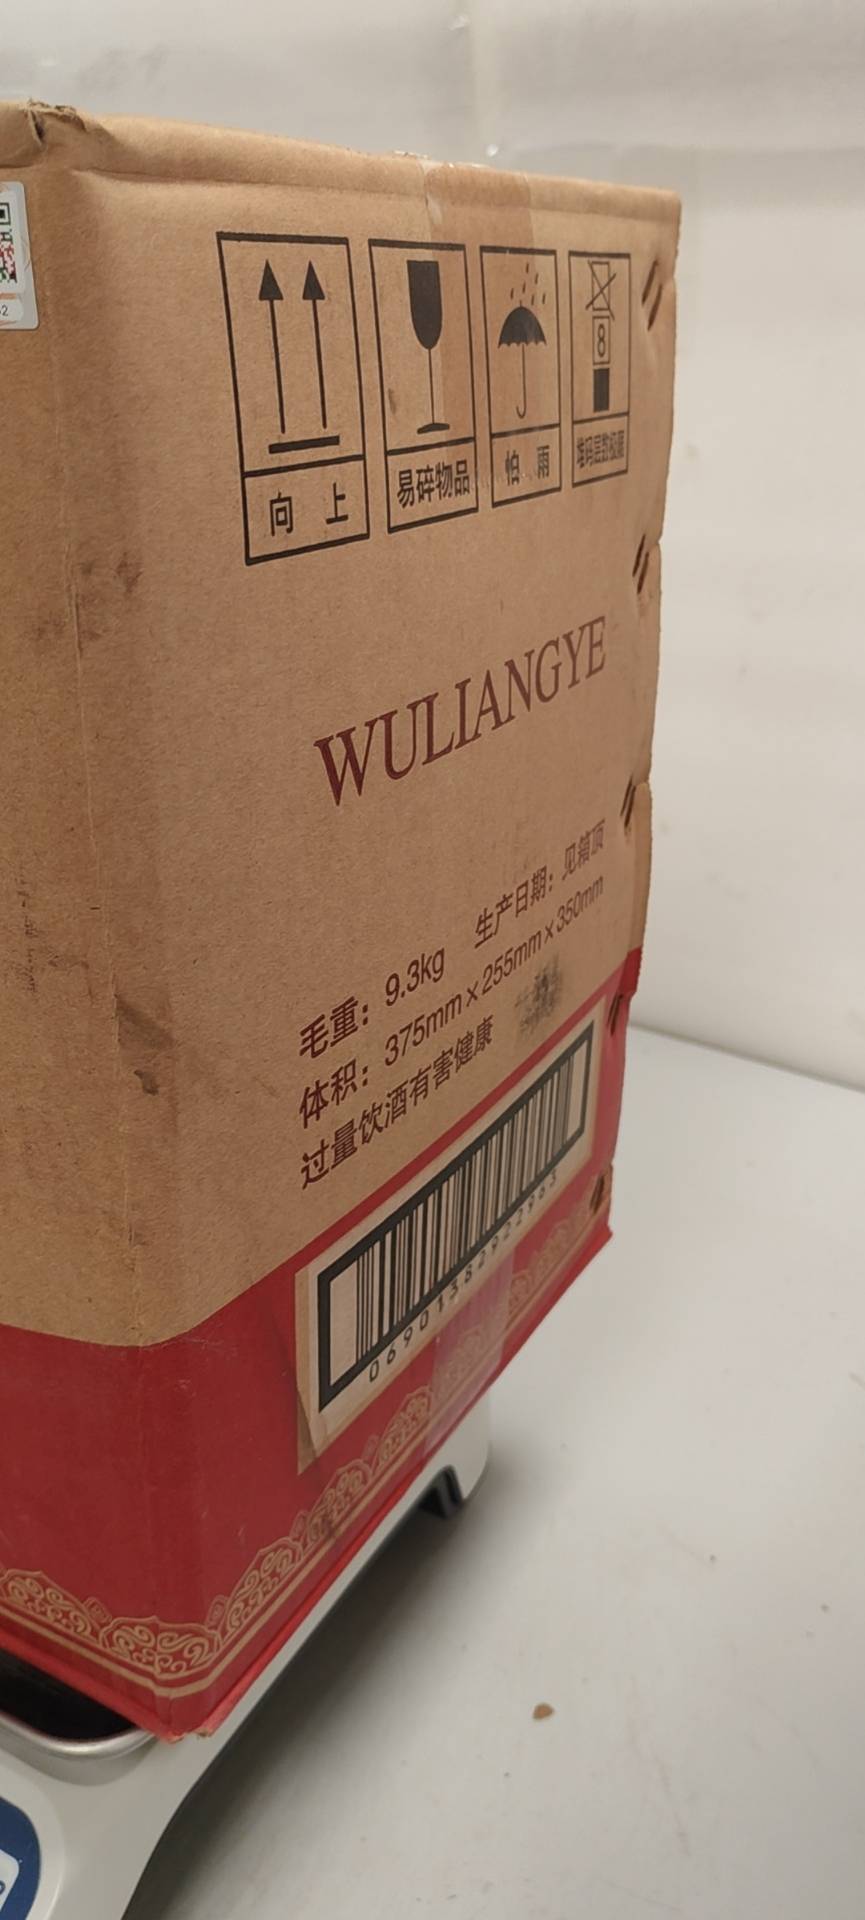 向上
易碎物品
怕雨
8
堆码层数极限
WULIANGYE
毛重：9.3kg 生产日期：见箱顶
体积：375mm×255mm×350mm
过量饮酒有害健康
06901382922963